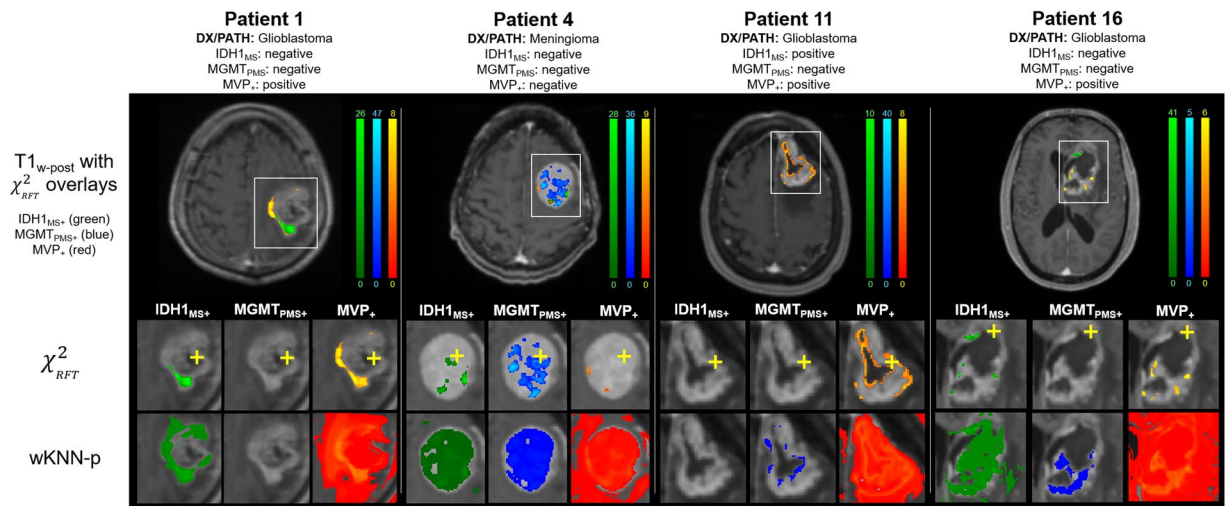 Patient 1
DX/PATH: Glioblastoma
IDH1MS: negative
MGMTPMS: negative
MVP+: positive
Patient 4
DX/PATH: Meningioma
IDH1MS: negative
MGMTPMS: negative
MVP+: negative
Patient 11
DX/PATH: Glioblastoma
IDH1MS: positive
MGMTPMS: negative
MVP+: positive
Patient 16
DX/PATH: Glioblastoma
IDH1MS: negative
MGMTPMS: negative
MVP+: positive
T1w-post with
χ²RFT overlays
IDH1MS+ (green)
MGMTPMS+ (blue)
MVP+ (red)
26 47 8
0 0 0
28 36 9
0 0 0
10 40 8
0 0 0
41 5 6
0 0 0
IDH1MS+ MGMTPMS+ MVP+
IDH1MS+ MGMTPMS+ MVP+
IDH1MS+ MGMTPMS+ MVP+
IDH1MS+ MGMTPMS+ MVP+
χ²RFT
wKNN-p